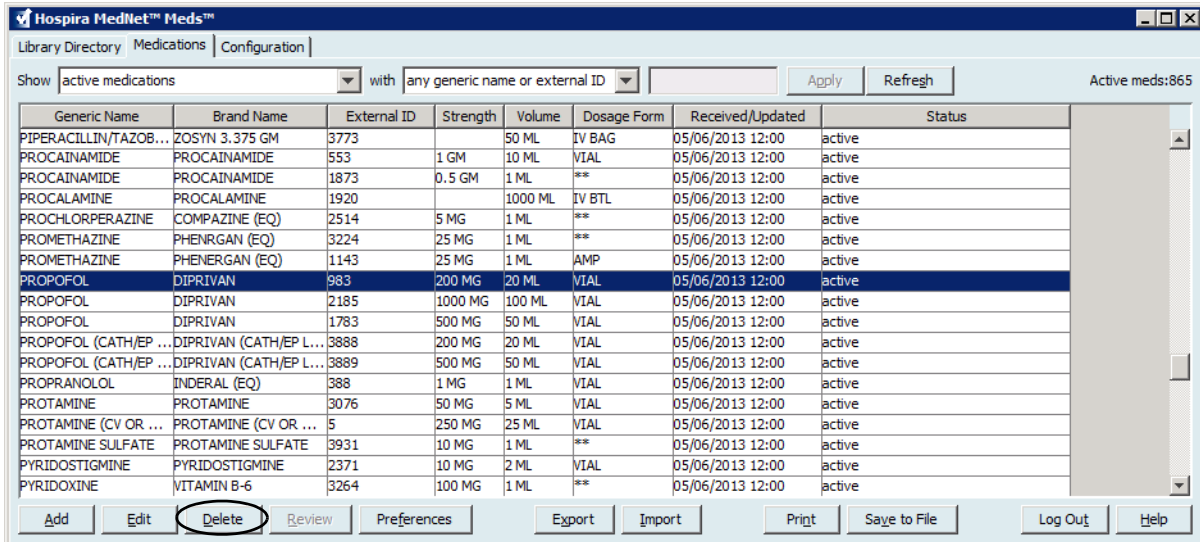 Hospira MedNet™ Meds™
Library Directory Medications Configuration
Show active medications with any generic name or external ID Apply Refresh Active meds:865
Generic Name Brand Name External ID Strength Volume Dosage Form Received/Updated Status
PIPERACILLIN/TAZOB... ZOSYN 3.375 GM 3773 50 ML IV BAG 05/06/2013 12:00 active
PROCAINAMIDE PROCAINAMIDE 553 1 GM 10 ML VIAL 05/06/2013 12:00 active
PROCAINAMIDE PROCAINAMIDE 1873 0.5 GM 1 ML ** 05/06/2013 12:00 active
PROCALAMINE PROCALAMINE 1920 1000 ML IV BTL 05/06/2013 12:00 active
PROCHLORPERAZINE COMPAZINE (EQ) 2514 5 MG 1 ML ** 05/06/2013 12:00 active
PROMETHAZINE PHENRGAN (EQ) 3224 25 MG 1 ML ** 05/06/2013 12:00 active
PROMETHAZINE PHENERGAN (EQ) 1143 25 MG 1 ML AMP 05/06/2013 12:00 active
PROPOFOL DIPRIVAN 983 200 MG 20 ML VIAL 05/06/2013 12:00 active
PROPOFOL DIPRIVAN 2185 1000 MG 100 ML VIAL 05/06/2013 12:00 active
PROPOFOL DIPRIVAN 1783 500 MG 50 ML VIAL 05/06/2013 12:00 active
PROPOFOL (CATH/EP ... DIPRIVAN (CATH/EP L... 3888 200 MG 20 ML VIAL 05/06/2013 12:00 active
PROPOFOL (CATH/EP ... DIPRIVAN (CATH/EP L... 3889 500 MG 50 ML VIAL 05/06/2013 12:00 active
PROPRANOLOL INDERAL (EQ) 388 1 MG 1 ML VIAL 05/06/2013 12:00 active
PROTAMINE PROTAMINE 3076 50 MG 5 ML VIAL 05/06/2013 12:00 active
PROTAMINE (CV OR ... PROTAMINE (CV OR ... 5 250 MG 25 ML VIAL 05/06/2013 12:00 active
PROTAMINE SULFATE PROTAMINE SULFATE 3931 10 MG 1 ML ** 05/06/2013 12:00 active
PYRIDOSTIGMINE PYRIDOSTIGMINE 2371 10 MG 2 ML VIAL 05/06/2013 12:00 active
PYRIDOXINE VITAMIN B-6 3264 100 MG 1 ML ** 05/06/2013 12:00 active
Add Edit Delete Review Preferences Export Import Print Save to File Log Out Help